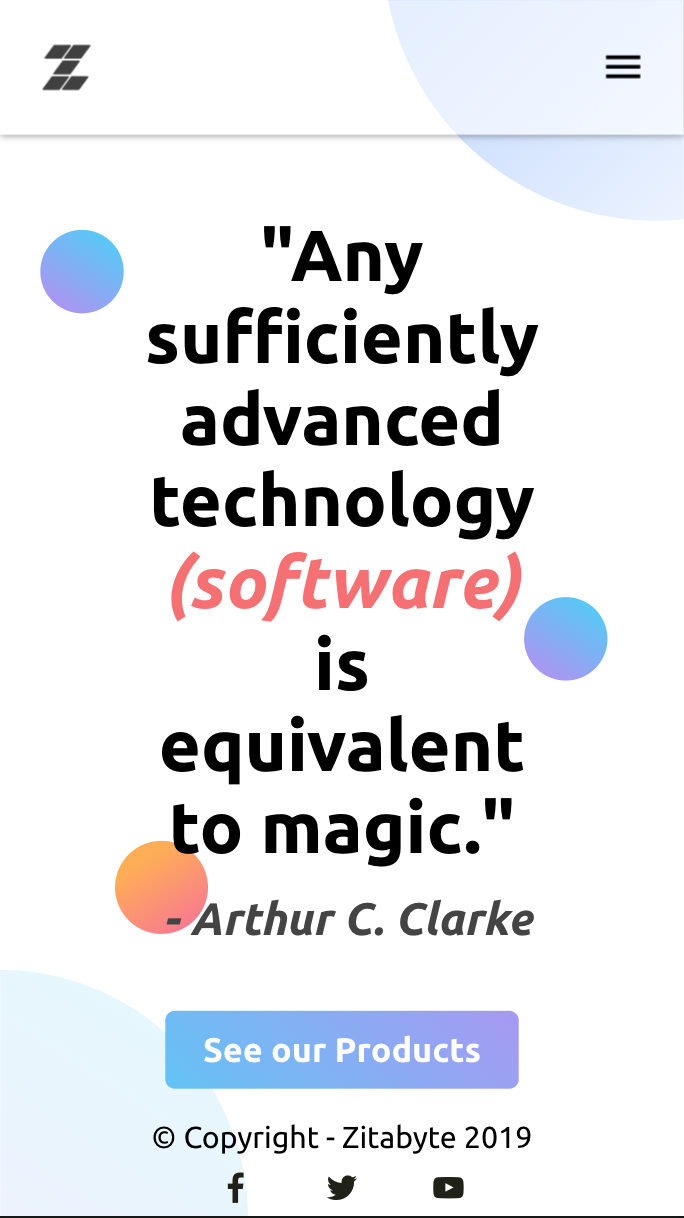 "Any
sufficiently
advanced
technology
(software)
is
equivalent
to magic."
- Arthur C. Clarke
See our Products
© Copyright - Zitabyte 2019